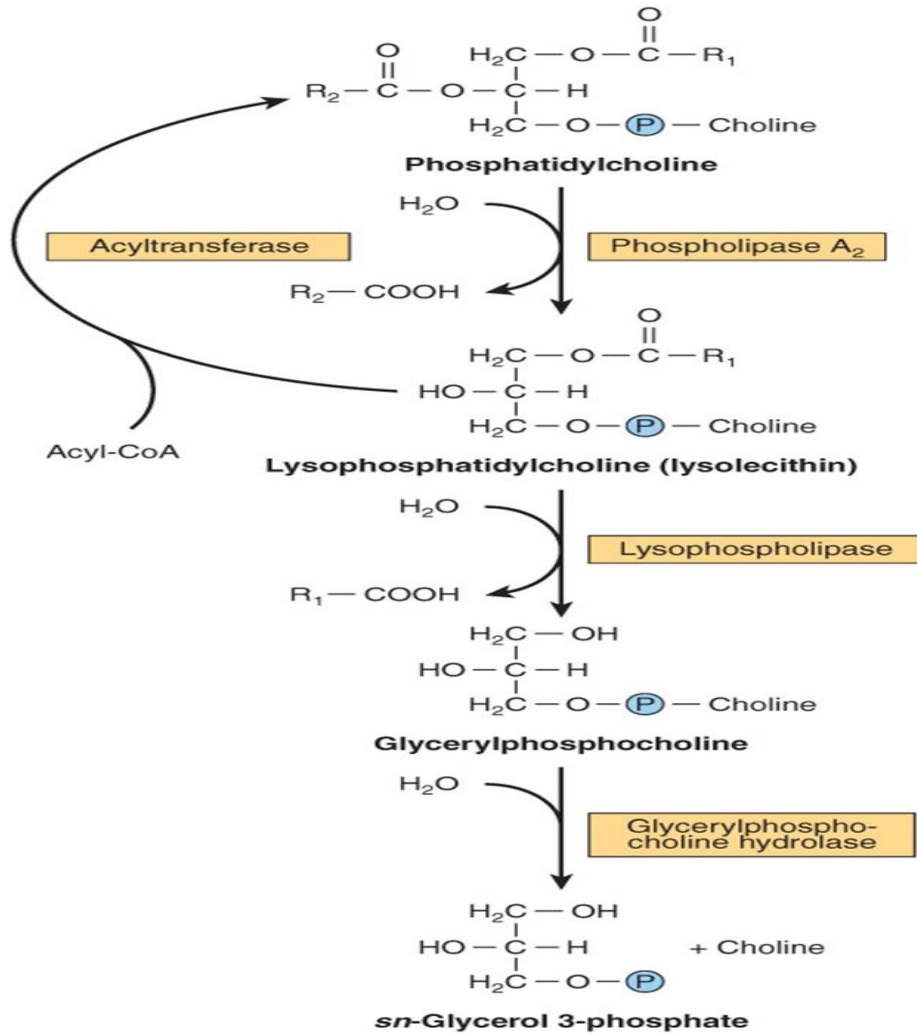 O
H₂C — O — C — R₁
O
R₂ — C — O — C — H
H₂C — O — P — Choline
Phosphatidylcholine
H₂O
Acyltransferase
Phospholipase A₂
R₂ — COOH
O
H₂C — O — C — R₁
HO — C — H
H₂C — O — P — Choline
Acyl-CoA
Lysophosphatidylcholine (lysolecithin)
H₂O
Lysophospholipase
R₁ — COOH
H₂C — OH
HO — C — H
H₂C — O — P — Choline
Glycerylphosphocholine
H₂O
Glycerylphospho-
choline hydrolase
H₂C — OH
HO — C — H + Choline
H₂C — O — P
sn-Glycerol 3-phosphate